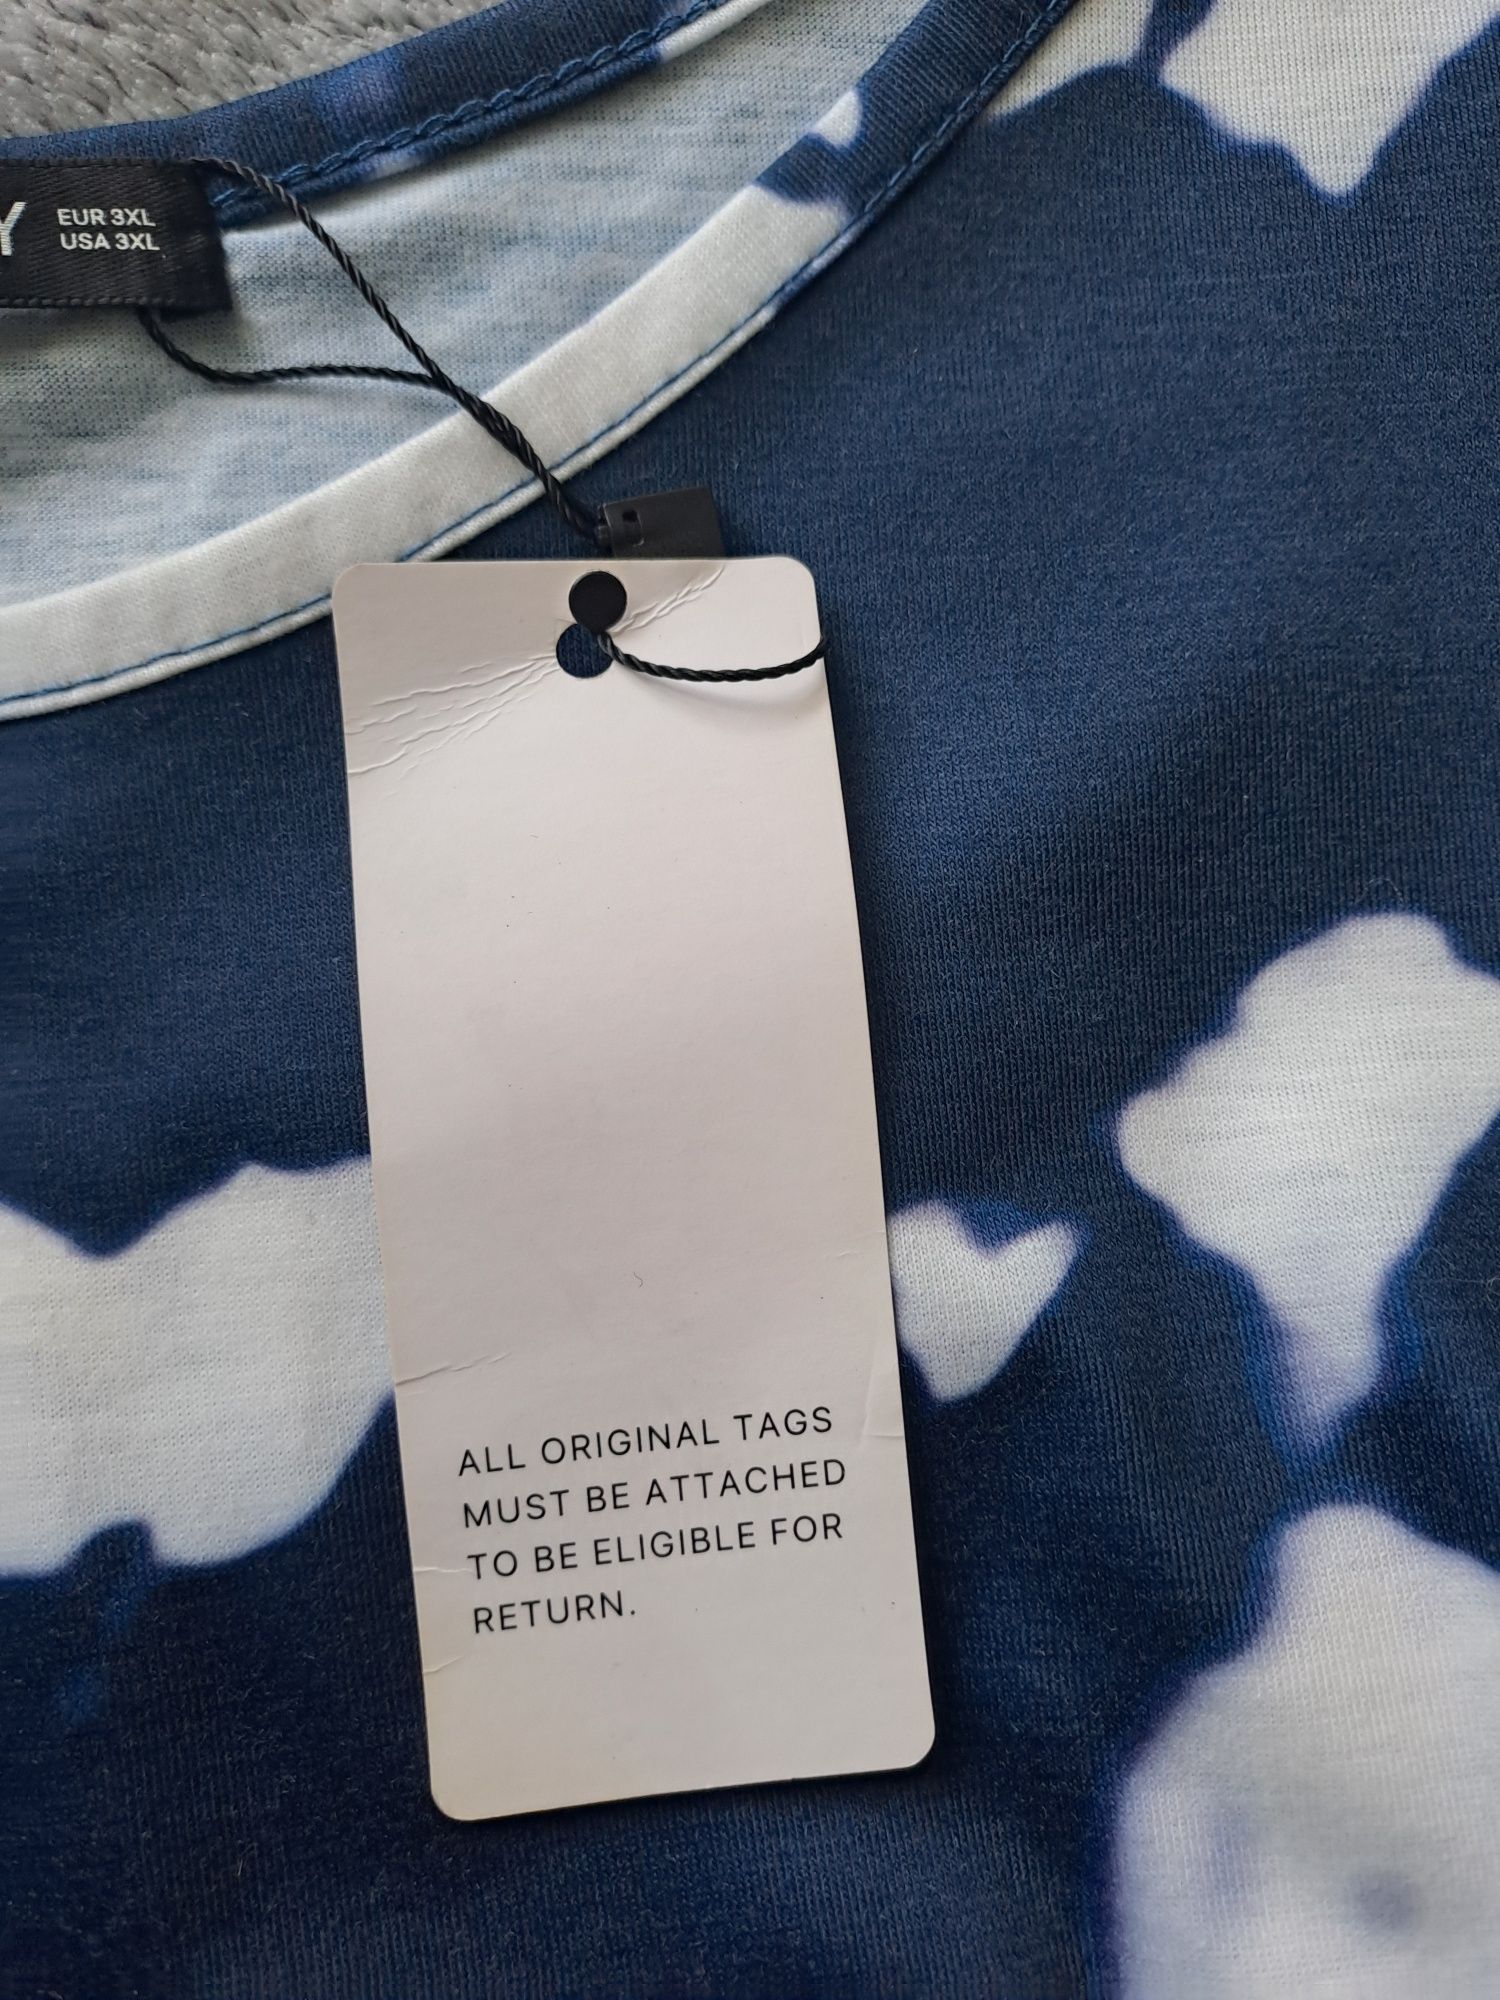 Y EUR 3XL
USA 3XL
ALL ORIGINAL TAGS
MUST BE ATTACHED
TO BE ELIGIBLE FOR
RETURN.